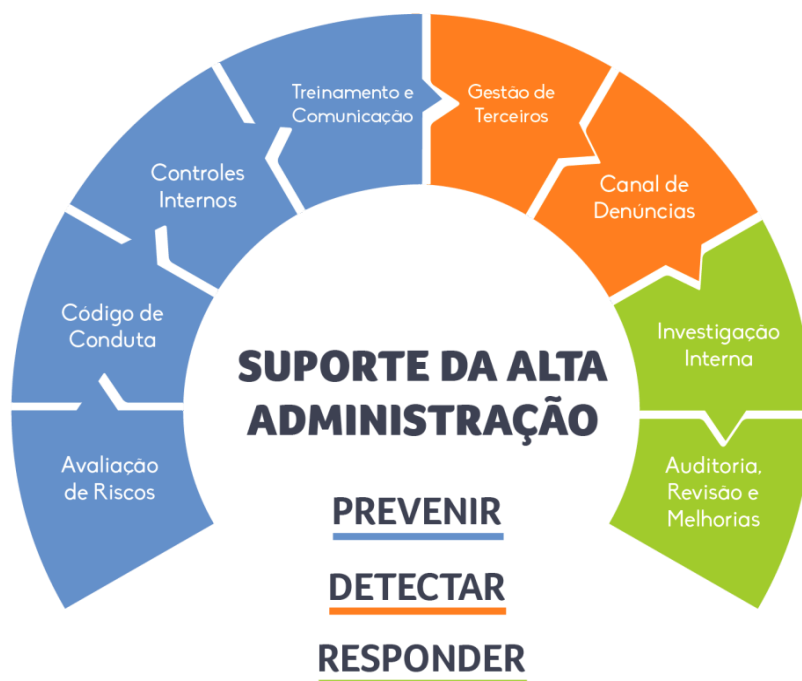 Avaliação
de Riscos
Código de
Conduta
Controles
Internos
Treinamento e
Comunicação
Gestão de
Terceiros
Canal de
Denúncias
Investigação
Interna
Auditoria,
Revisão e
Melhorias
SUPORTE DA ALTA
ADMINISTRAÇÃO
PREVENIR
DETECTAR
RESPONDER